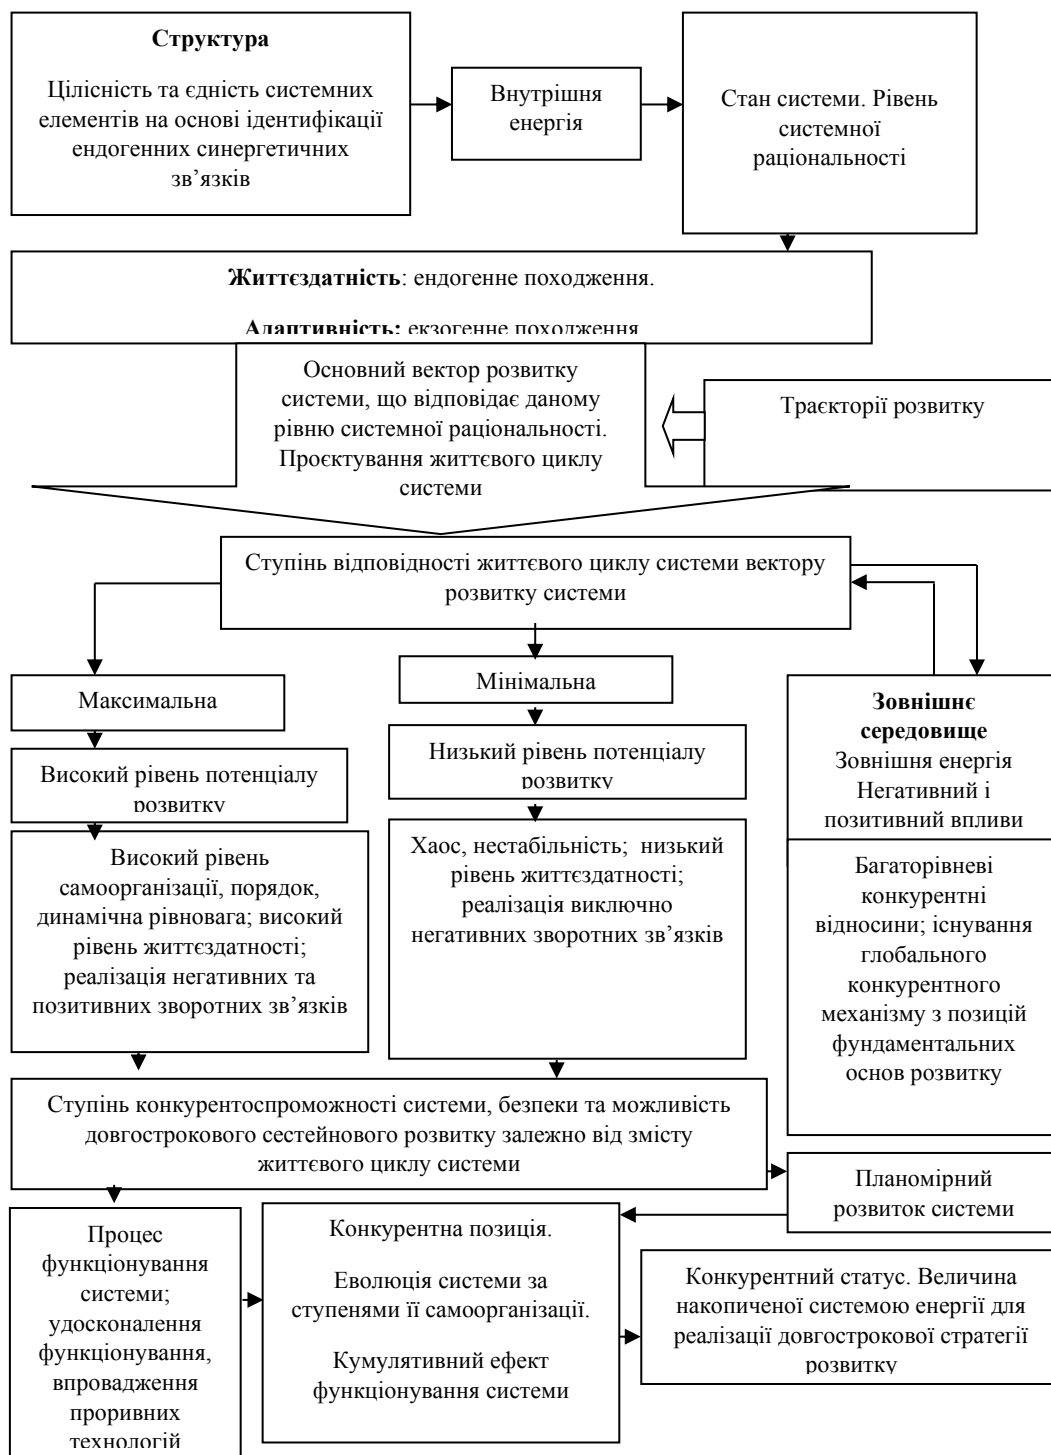 Структура
Цілісність та єдність системних
елементів на основі ідентифікації
ендогенних синергетичних
зв’язків
Внутрішня
енергія
Стан системи. Рівень
системної
раціональності
Життєздатність: ендогенне походження.
Адаптивність: екзогенне походження
Основний вектор розвитку
системи, що відповідає даному
рівню системної раціональності.
Проєктування життєвого циклу
системи
Траєкторії розвитку
Ступінь відповідності життєвого циклу системи вектору
розвитку системи
Максимальна
Мінімальна
Зовнішнє
середовище
Зовнішня енергія
Негативний і
позитивний впливи
Високий рівень потенціалу
розвитку
Низький рівень потенціалу
розвитку
Високий рівень
самоорганізації, порядок,
динамічна рівновага; високий
рівень життєздатності;
реалізація негативних та
позитивних зворотних зв’язків
Хаос, нестабільність;  низький
рівень життєздатності;
реалізація виключно
негативних зворотних зв’язків
Багаторівневі
конкурентні
відносини; існування
глобального
конкурентного
механізму з позицій
фундаментальних
основ розвитку
Ступінь конкурентоспроможності системи, безпеки та можливість
довгострокового сестейнового розвитку залежно від змісту
життєвого циклу системи
Планомірний
розвиток системи
Процес
функціонування
системи;
удосконалення
функціонування,
впровадження
проривних
технологій
Конкурентна позиція.
Еволюція системи за
ступенями її самоорганізації.
Кумулятивний ефект
функціонування системи
Конкурентний статус. Величина
накопиченої системою енергії для
реалізації довгострокової стратегії
розвитку